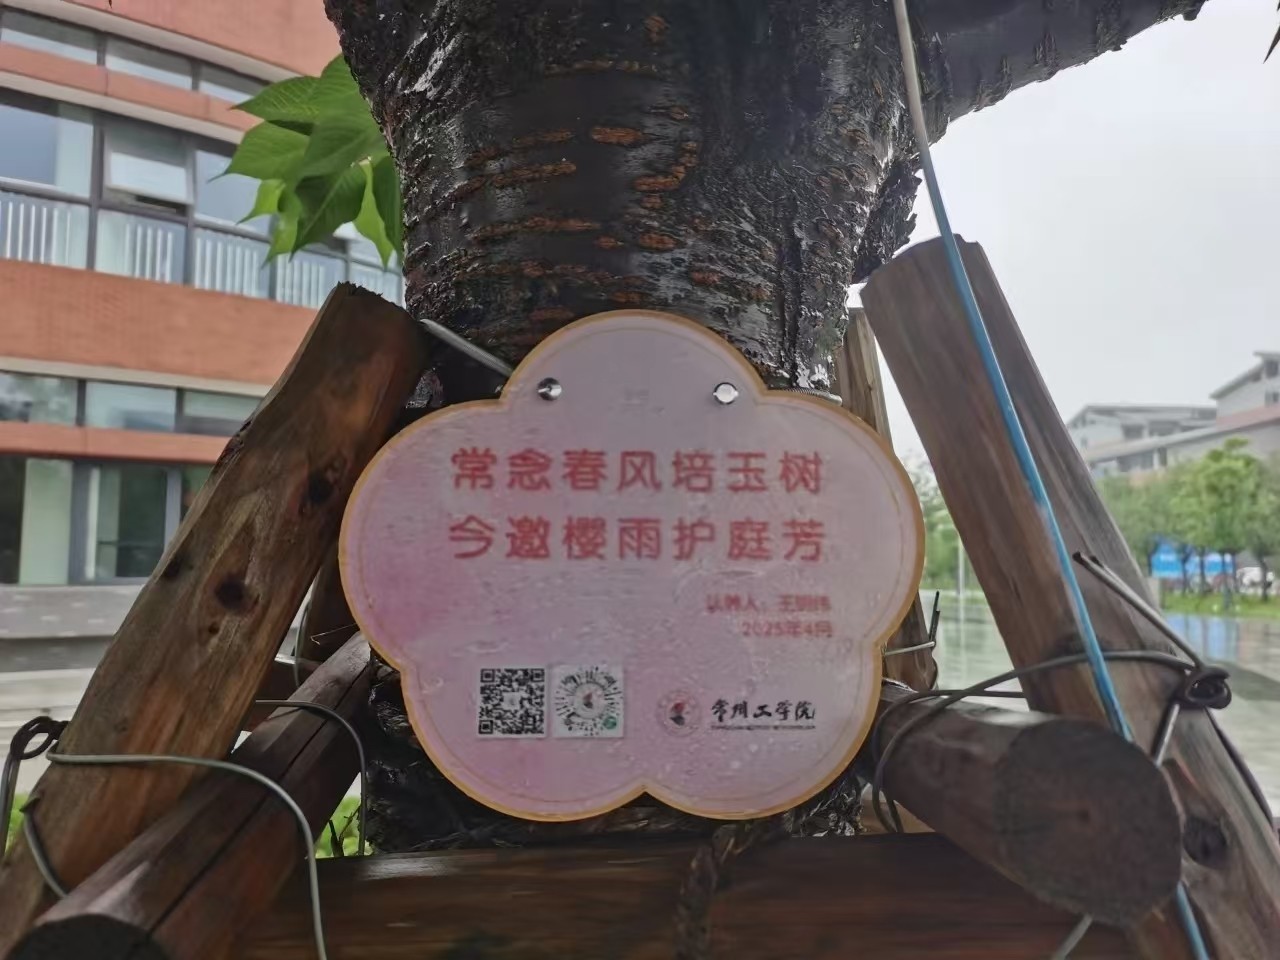 常念春风培玉树
今邀樱雨护庭芳
认养人：王
2025年4月
常州工学院